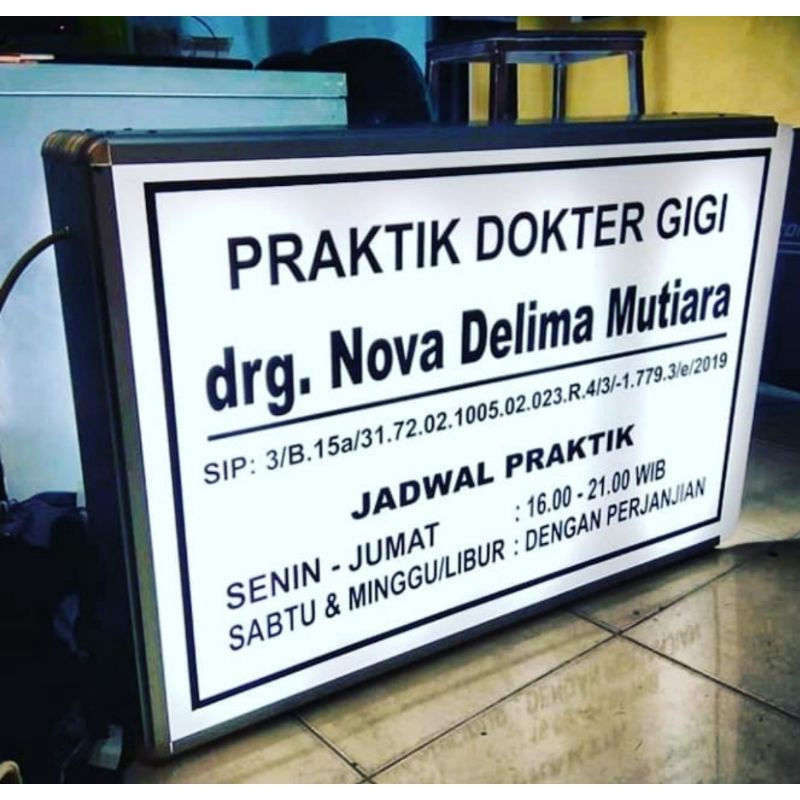 PRAKTIK DOKTER GIGI
drg. Nova Delima Mutiara
SIP: 3/B.15a/31.72.02.1005.02.023.R.4/3/-1.779.3/e/2019
JADWAL PRAKTIK
SENIN - JUMAT : 16.00 - 21.00 WIB
SABTU & MINGGU/LIBUR : DENGAN PERJANJIAN